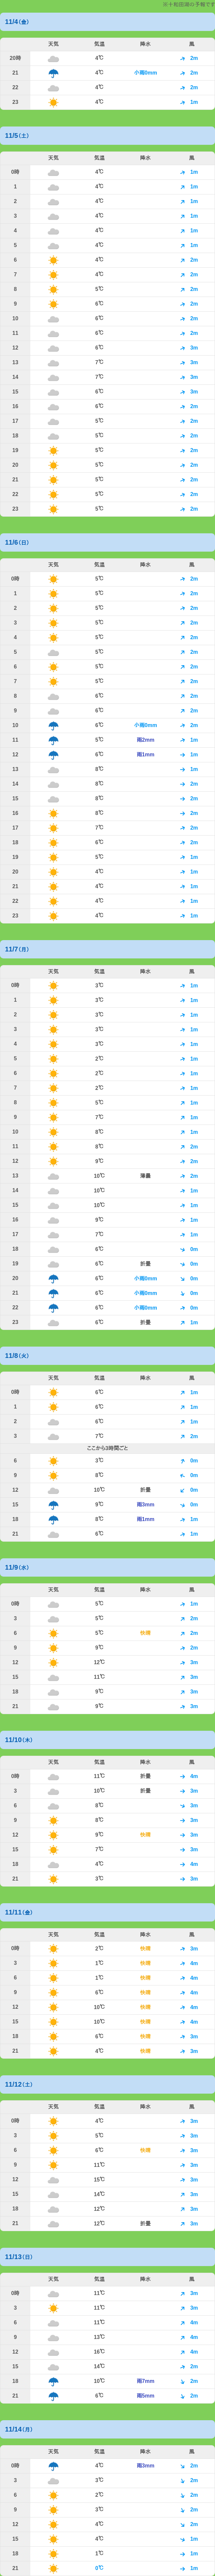 ※十和田湖の予報です
11/4(金)
天気 気温 降水 風
20時 4℃ 2m
21 4℃ 小雨0mm 2m
22 4℃ 2m
23 4℃ 1m
11/5(土)
天気 気温 降水 風
0時 4℃ 1m
1 4℃ 1m
2 4℃ 1m
3 4℃ 1m
4 4℃ 1m
5 4℃ 1m
6 4℃ 2m
7 4℃ 2m
8 5℃ 2m
9 6℃ 2m
10 6℃ 2m
11 6℃ 2m
12 6℃ 3m
13 7℃ 3m
14 7℃ 3m
15 6℃ 3m
16 6℃ 2m
17 5℃ 2m
18 5℃ 2m
19 5℃ 2m
20 5℃ 2m
21 5℃ 2m
22 5℃ 2m
23 5℃ 2m
11/6(日)
天気 気温 降水 風
0時 5℃ 2m
1 5℃ 2m
2 5℃ 2m
3 5℃ 2m
4 5℃ 2m
5 5℃ 2m
6 5℃ 2m
7 5℃ 2m
8 6℃ 2m
9 6℃ 2m
10 6℃ 小雨0mm 2m
11 5℃ 雨2mm 1m
12 6℃ 雨1mm 1m
13 8℃ 1m
14 8℃ 2m
15 8℃ 2m
16 8℃ 2m
17 7℃ 2m
18 6℃ 2m
19 5℃ 1m
20 4℃ 1m
21 4℃ 1m
22 4℃ 1m
23 4℃ 1m
11/7(月)
天気 気温 降水 風
0時 3℃ 1m
1 3℃ 1m
2 3℃ 1m
3 3℃ 1m
4 3℃ 1m
5 2℃ 1m
6 2℃ 1m
7 2℃ 1m
8 5℃ 1m
9 7℃ 1m
10 8℃ 1m
11 8℃ 2m
12 9℃ 2m
13 10℃ 薄曇 2m
14 10℃ 1m
15 10℃ 1m
16 9℃ 1m
17 7℃ 1m
18 6℃ 0m
19 6℃ 折曇 0m
20 6℃ 小雨0mm 0m
21 6℃ 小雨0mm 0m
22 6℃ 小雨0mm 0m
23 6℃ 折曇 1m
11/8(火)
天気 気温 降水 風
0時 6℃ 1m
1 6℃ 1m
2 6℃ 1m
3 7℃ 2m
ここから3時間ごと
6 3℃ 0m
9 8℃ 0m
12 10℃ 折曇 0m
15 9℃ 雨3mm 0m
18 8℃ 雨1mm 1m
21 6℃ 1m
11/9(水)
天気 気温 降水 風
0時 5℃ 1m
3 5℃ 2m
6 5℃ 快晴 2m
9 9℃ 2m
12 12℃ 3m
15 11℃ 3m
18 9℃ 3m
21 9℃ 3m
11/10(木)
天気 気温 降水 風
0時 11℃ 折曇 4m
3 10℃ 折曇 3m
6 8℃ 3m
9 8℃ 3m
12 9℃ 快晴 3m
15 7℃ 3m
18 4℃ 4m
21 3℃ 3m
11/11(金)
天気 気温 降水 風
0時 2℃ 快晴 3m
3 1℃ 快晴 4m
6 1℃ 快晴 4m
9 6℃ 快晴 4m
12 10℃ 快晴 4m
15 10℃ 快晴 4m
18 6℃ 快晴 3m
21 4℃ 快晴 3m
11/12(土)
天気 気温 降水 風
0時 4℃ 3m
3 5℃ 3m
6 6℃ 快晴 3m
9 11℃ 3m
12 15℃ 3m
15 14℃ 3m
18 12℃ 3m
21 12℃ 折曇 3m
11/13(日)
天気 気温 降水 風
0時 11℃ 3m
3 11℃ 3m
6 11℃ 4m
9 13℃ 4m
12 16℃ 4m
15 14℃ 2m
18 10℃ 雨7mm 2m
21 6℃ 雨5mm 2m
11/14(月)
天気 気温 降水 風
0時 4℃ 雨3mm 2m
3 3℃ 2m
6 2℃ 2m
9 3℃ 2m
12 4℃ 2m
15 4℃ 1m
18 1℃ 1m
21 0℃ 1m